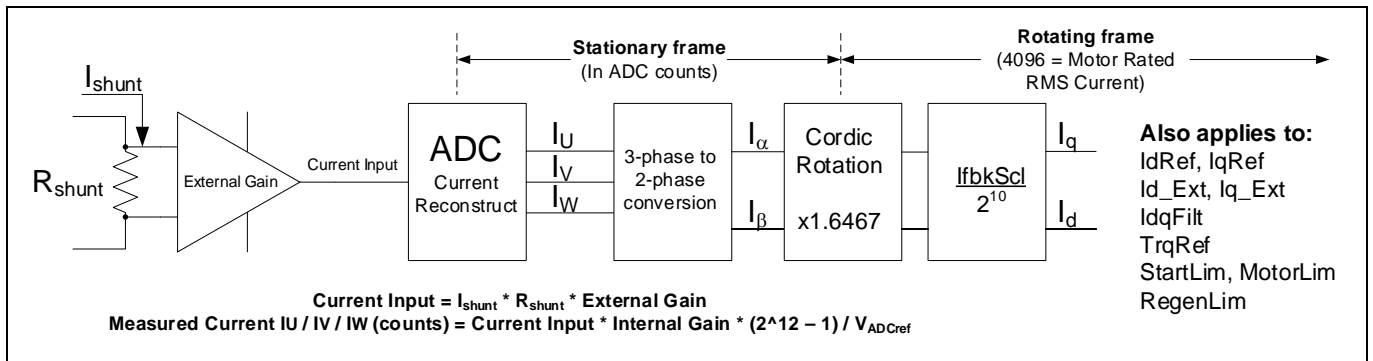 Stationary frame
(In ADC counts)
Rotating frame
(4096 = Motor Rated
RMS Current)
Ishunt
Rshunt
External Gain
Current Input
ADC
Current
Reconstruct
IU
IV
IW
3-phase to
2-phase
conversion
Iα
Iβ
Cordic
Rotation
x1.6467
IfbkScl
2^10
Iq
Id
Also applies to:
IdRef, IqRef
Id_Ext, Iq_Ext
IdqFilt
TrqRef
StartLim, MotorLim
RegenLim
Current Input = Ishunt * Rshunt * External Gain
Measured Current IU / IV / IW (counts) = Current Input * Internal Gain * (2^12 – 1) / VADCref